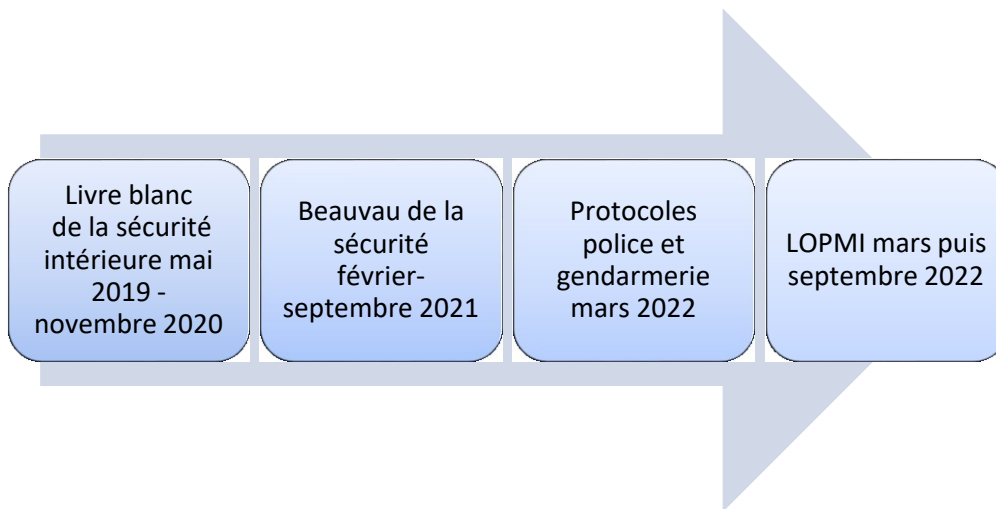 Livre blanc
de la sécurité
intérieure mai
2019 -
novembre 2020
Beauvau de la
sécurité
février-
septembre 2021
Protocoles
police et
gendarmerie
mars 2022
LOPMI mars puis
septembre 2022